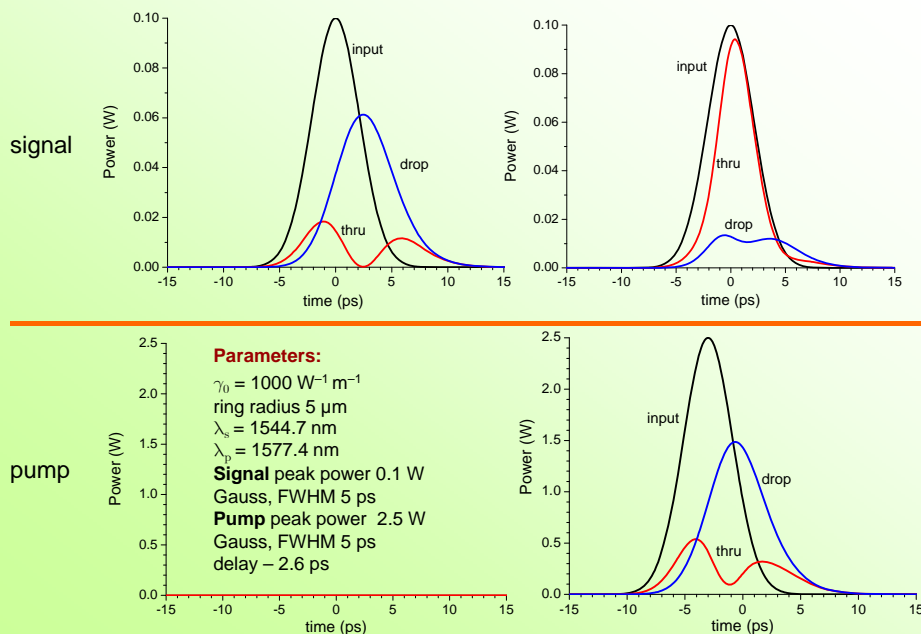 signal
0.10
0.08
0.06
0.04
0.02
0.00
Power (W)
-15 -10 -5 0 5 10 15
time (ps)
input
drop
thru
0.10
0.08
0.06
0.04
0.02
0.00
Power (W)
-15 -10 -5 0 5 10 15
time (ps)
input
thru
drop
pump
2.5
2.0
1.5
1.0
0.5
0.0
Power (W)
-15 -10 -5 0 5 10 15
time (ps)
Parameters:
γ₀ = 1000 W⁻¹ m⁻¹
ring radius 5 µm
λₛ = 1544.7 nm
λₚ = 1577.4 nm
Signal peak power 0.1 W
Gauss, FWHM 5 ps
Pump peak power 2.5 W
Gauss, FWHM 5 ps
delay – 2.6 ps
2.5
2.0
1.5
1.0
0.5
0.0
Power (W)
-15 -10 -5 0 5 10 15
time (ps)
input
drop
thru